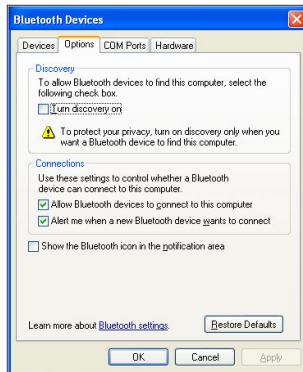 Bluetooth Devices
Devices Options COM Ports Hardware
Discovery
To allow Bluetooth devices to find this computer, select the
following check box.
Turn discovery on
To protect your privacy, turn on discovery only when you
want a Bluetooth device to find this computer.
Connections
Use these settings to control whether a Bluetooth
device can connect to this computer.
Allow Bluetooth devices to connect to this computer
Alert me when a new Bluetooth device wants to connect
Show the Bluetooth icon in the notification area
Learn more about Bluetooth settings. Restore Defaults
OK Cancel Apply